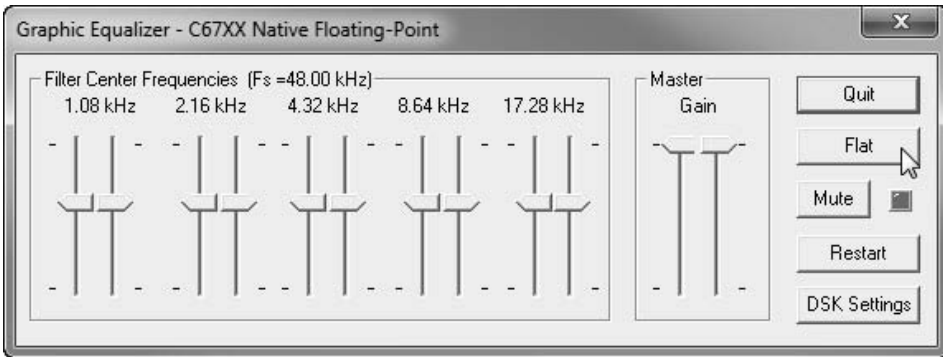 Graphic Equalizer - C67XX Native Floating-Point
Filter Center Frequencies (Fs =48.00 kHz)
1.08 kHz 2.16 kHz 4.32 kHz 8.64 kHz 17.28 kHz
Master
Gain
Quit
Flat
Mute
Restart
DSK Settings